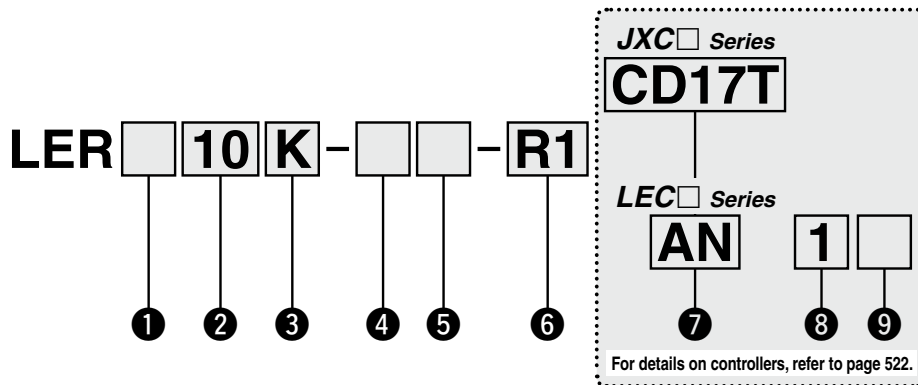 JXC□ Series
CD17T
LER□ 10 K – □ □ – R1
LEC□ Series
AN 1 □
❶ ❷ ❸ ❹ ❺ ❻ ❼ ❽ ❾
For details on controllers, refer to page 522.